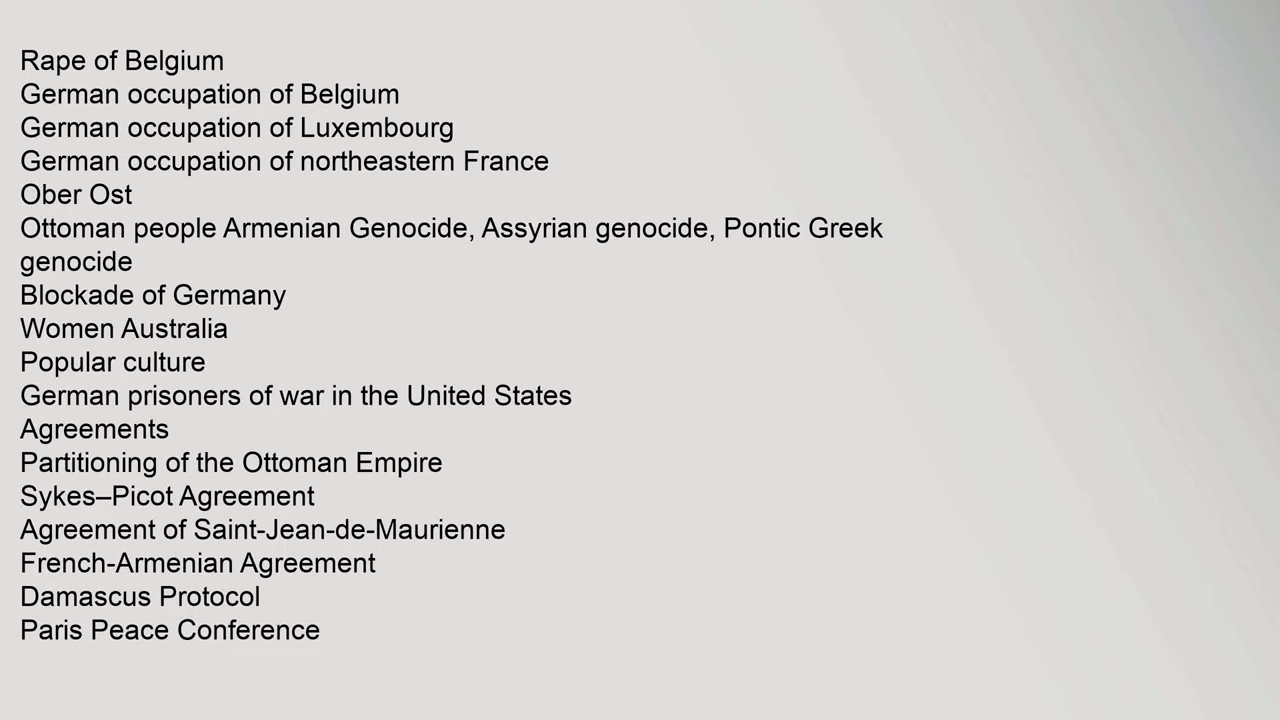 Rape of Belgium
German occupation of Belgium
German occupation of Luxembourg
German occupation of northeastern France
Ober Ost
Ottoman people Armenian Genocide, Assyrian genocide, Pontic Greek
genocide
Blockade of Germany
Women Australia
Popular culture
German prisoners of war in the United States
Agreements
Partitioning of the Ottoman Empire
Sykes–Picot Agreement
Agreement of Saint-Jean-de-Maurienne
French-Armenian Agreement
Damascus Protocol
Paris Peace Conference